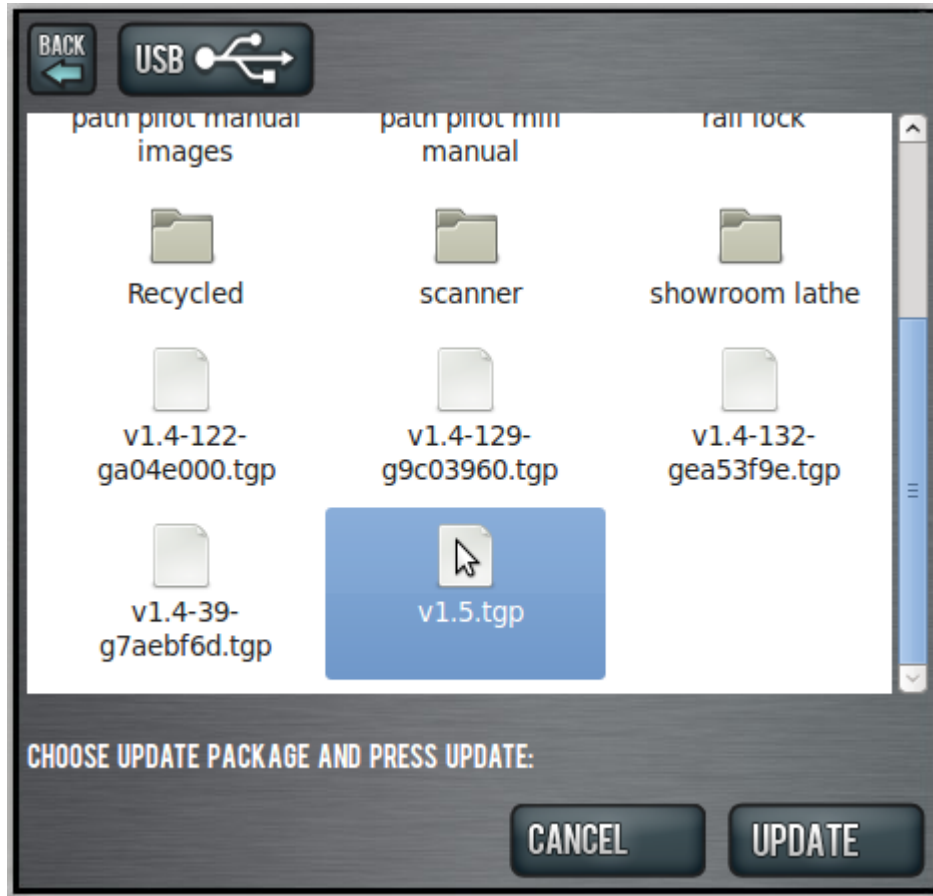 BACK
USB
path pilot manual
images
path pilot mill
manual
rail lock
Recycled
scanner
showroom lathe
v1.4-122-
ga04e000.tgp
v1.4-129-
g9c03960.tgp
v1.4-132-
gea53f9e.tgp
v1.4-39-
g7aebf6d.tgp
v1.5.tgp
CHOOSE UPDATE PACKAGE AND PRESS UPDATE:
CANCEL
UPDATE